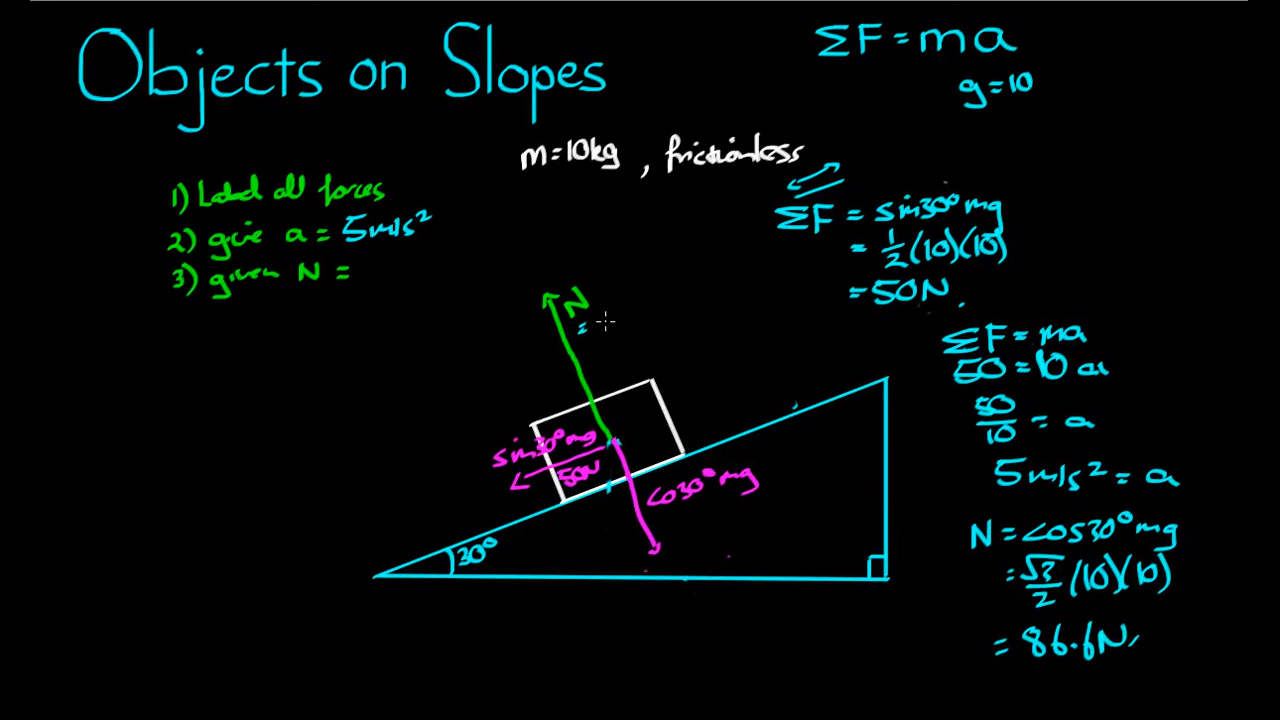 Objects on Slopes
ΣF = ma
g=10
m=10kg, frictionless
1) Label all forces
2) give a = 5m/s²
3) given N =
ΣF = sin30°mg
= 1/2 (10)(10)
= 50N.
N
=
ΣF = ma
50 = 10 a
50/10 = a
5m/s² = a
sin30°mg
50N
cos30°mg
30°
N = cos30°mg
= √3/2 (10)(10)
= 86.6N